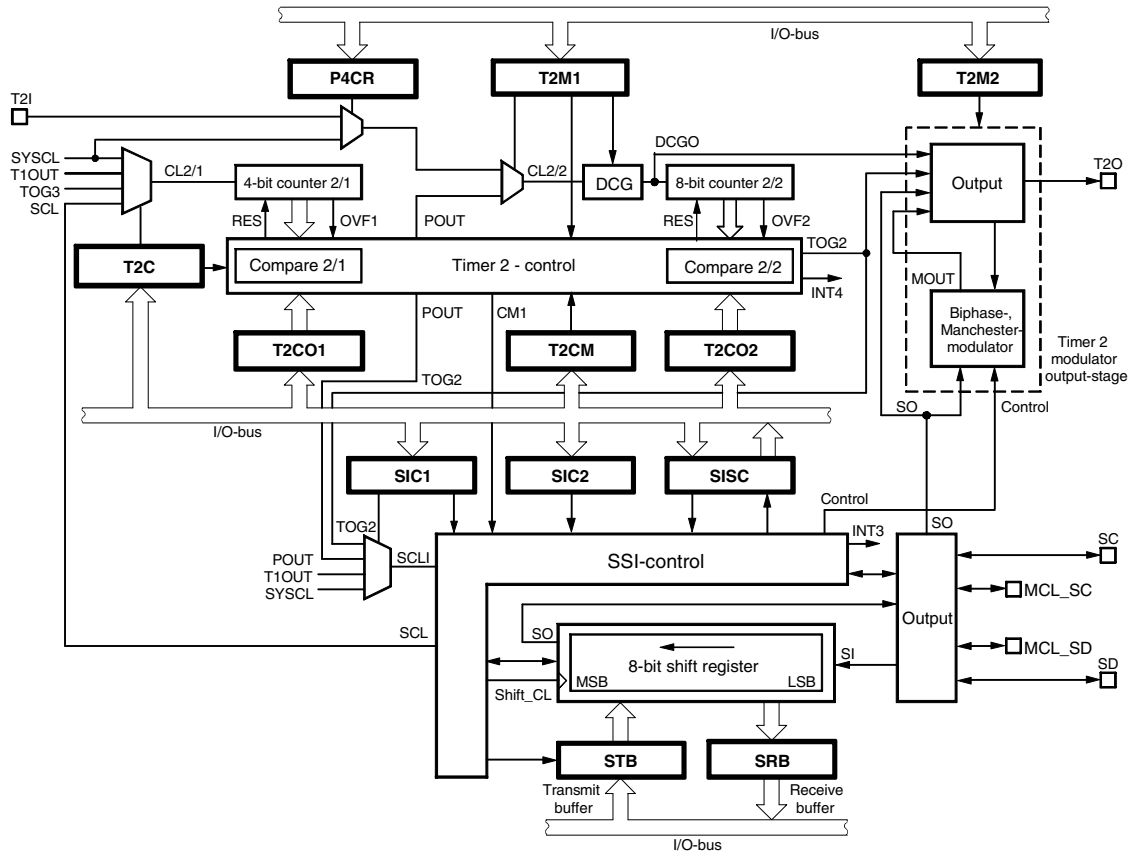 I/O-bus
P4CR
T2M1
T2M2
T2I
SYSCL
T1OUT
TOG3
SCL
CL2/1
4-bit counter 2/1
RES
OVF1
POUT
CL2/2
DCG
DCGO
8-bit counter 2/2
RES
OVF2
TOG2
Output
T2O
T2C
Compare 2/1
Timer 2 - control
Compare 2/2
INT4
MOUT
Biphase-,
Manchester-
modulator
Timer 2
modulator
output-stage
POUT
CM1
T2CO1
T2CM
T2CO2
TOG2
SO
Control
I/O-bus
SIC1
SIC2
SISC
Control
TOG2
POUT
T1OUT
SYSCL
SCLI
SSI-control
INT3
SO
Output
SC
MCL_SC
MCL_SD
SD
SCL
SO
8-bit shift register
MSB
LSB
SI
Shift_CL
STB
SRB
Transmit
buffer
Receive
buffer
I/O-bus